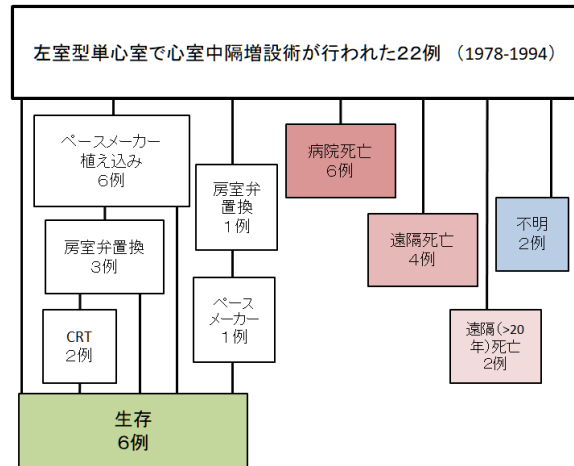 左室型単心室で心室中隔増設術が行われた22例 （1978-1994）
ペースメーカー
植え込み
6例
房室弁置換
3例
CRT
2例
房室弁
置換
1例
ペース
メーカー
1例
病院死亡
6例
遠隔死亡
4例
遠隔(>20
年)死亡
2例
不明
2例
生存
6例